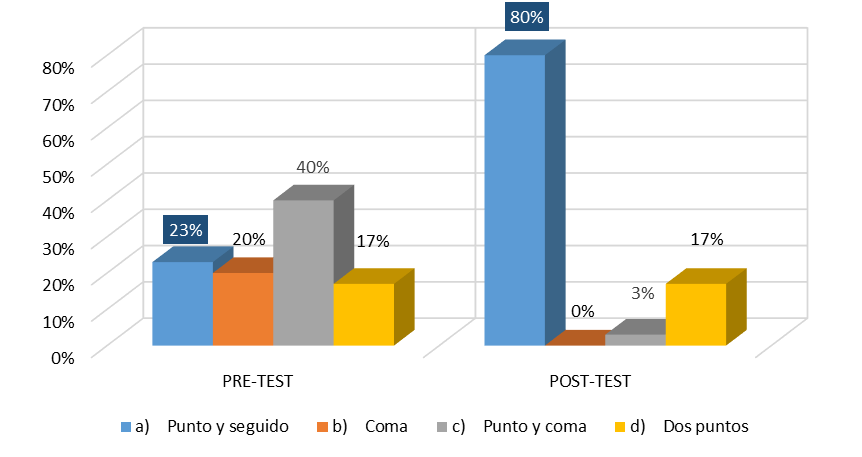 80%
80%
70%
60%
50%
40%
30%
20%
10%
0%
40%
23%
20%
17%
17%
3%
0%
PRE-TEST
POST-TEST
a) Punto y seguido
b) Coma
c) Punto y coma
d) Dos puntos